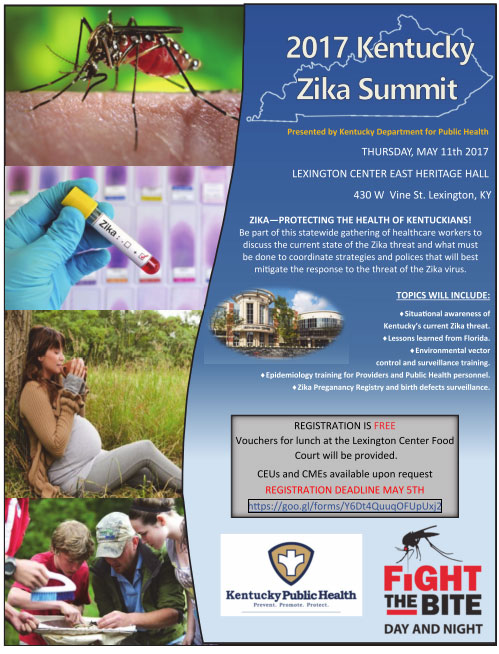 2017 Kentucky
Zika Summit
Presented by Kentucky Department for Public Health
THURSDAY, MAY 11th 2017
LEXINGTON CENTER EAST HERITAGE HALL
430 W Vine St. Lexington, KY
Zika
ZIKA—PROTECTING THE HEALTH OF KENTUCKIANS!
Be part of this statewide gathering of healthcare workers to
discuss the current state of the Zika threat and what must
be done to coordinate strategies and polices that will best
mitigate the response to the threat of the Zika virus.
TOPICS WILL INCLUDE:
♦Situational awareness of
Kentucky's current Zika threat.
♦Lessons learned from Florida.
♦Environmental vector
control and surveillance training.
♦Epidemiology training for Providers and Public Health personnel.
♦Zika Preganancy Registry and birth defects surveillance.
REGISTRATION IS FREE
Vouchers for lunch at the Lexington Center Food
Court will be provided.
CEUs and CMEs available upon request
REGISTRATION DEADLINE MAY 5TH
https://goo.gl/forms/Y6Dt4QuuqOFUpUxj2
Kentucky Public Health
Prevent. Promote. Protect.
FiGHT
THE BITE
DAY AND NIGHT